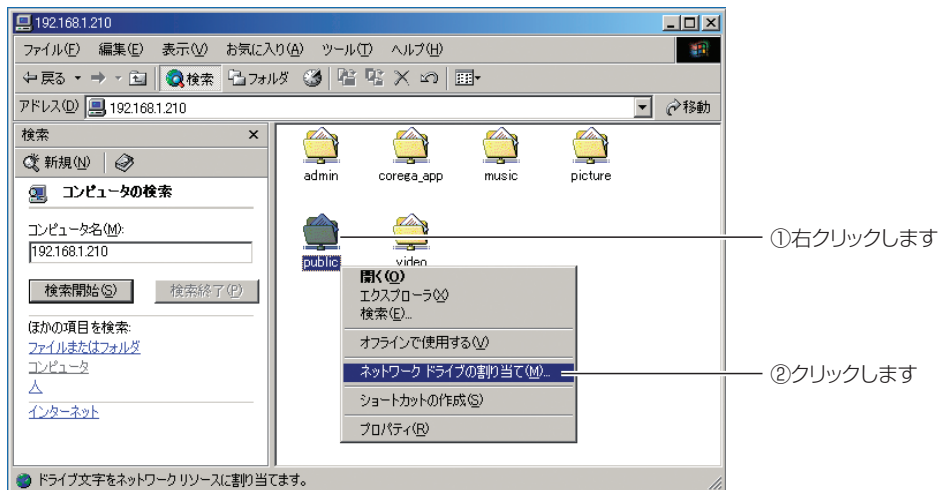 192.168.1.210
ファイル(F) 編集(E) 表示(V) お気に入り(A) ツール(T) ヘルプ(H)
戻る 検索 フォルダ
アドレス(D) 192.168.1.210 移動
検索
新規(N)
コンピュータの検索
コンピュータ名(M):
192.168.1.210
検索開始(S) 検索終了(P)
ほかの項目を検索:
ファイルまたはフォルダ
コンピュータ
人
インターネット
admin corega_app music picture
public video
開く(O)
エクスプローラ(X)
検索(E)...
オフラインで使用する(V)
ネットワーク ドライブの割り当て(M)...
ショートカットの作成(S)
プロパティ(R)
①右クリックします
②クリックします
ドライブ文字をネットワーク リソースに割り当てます。